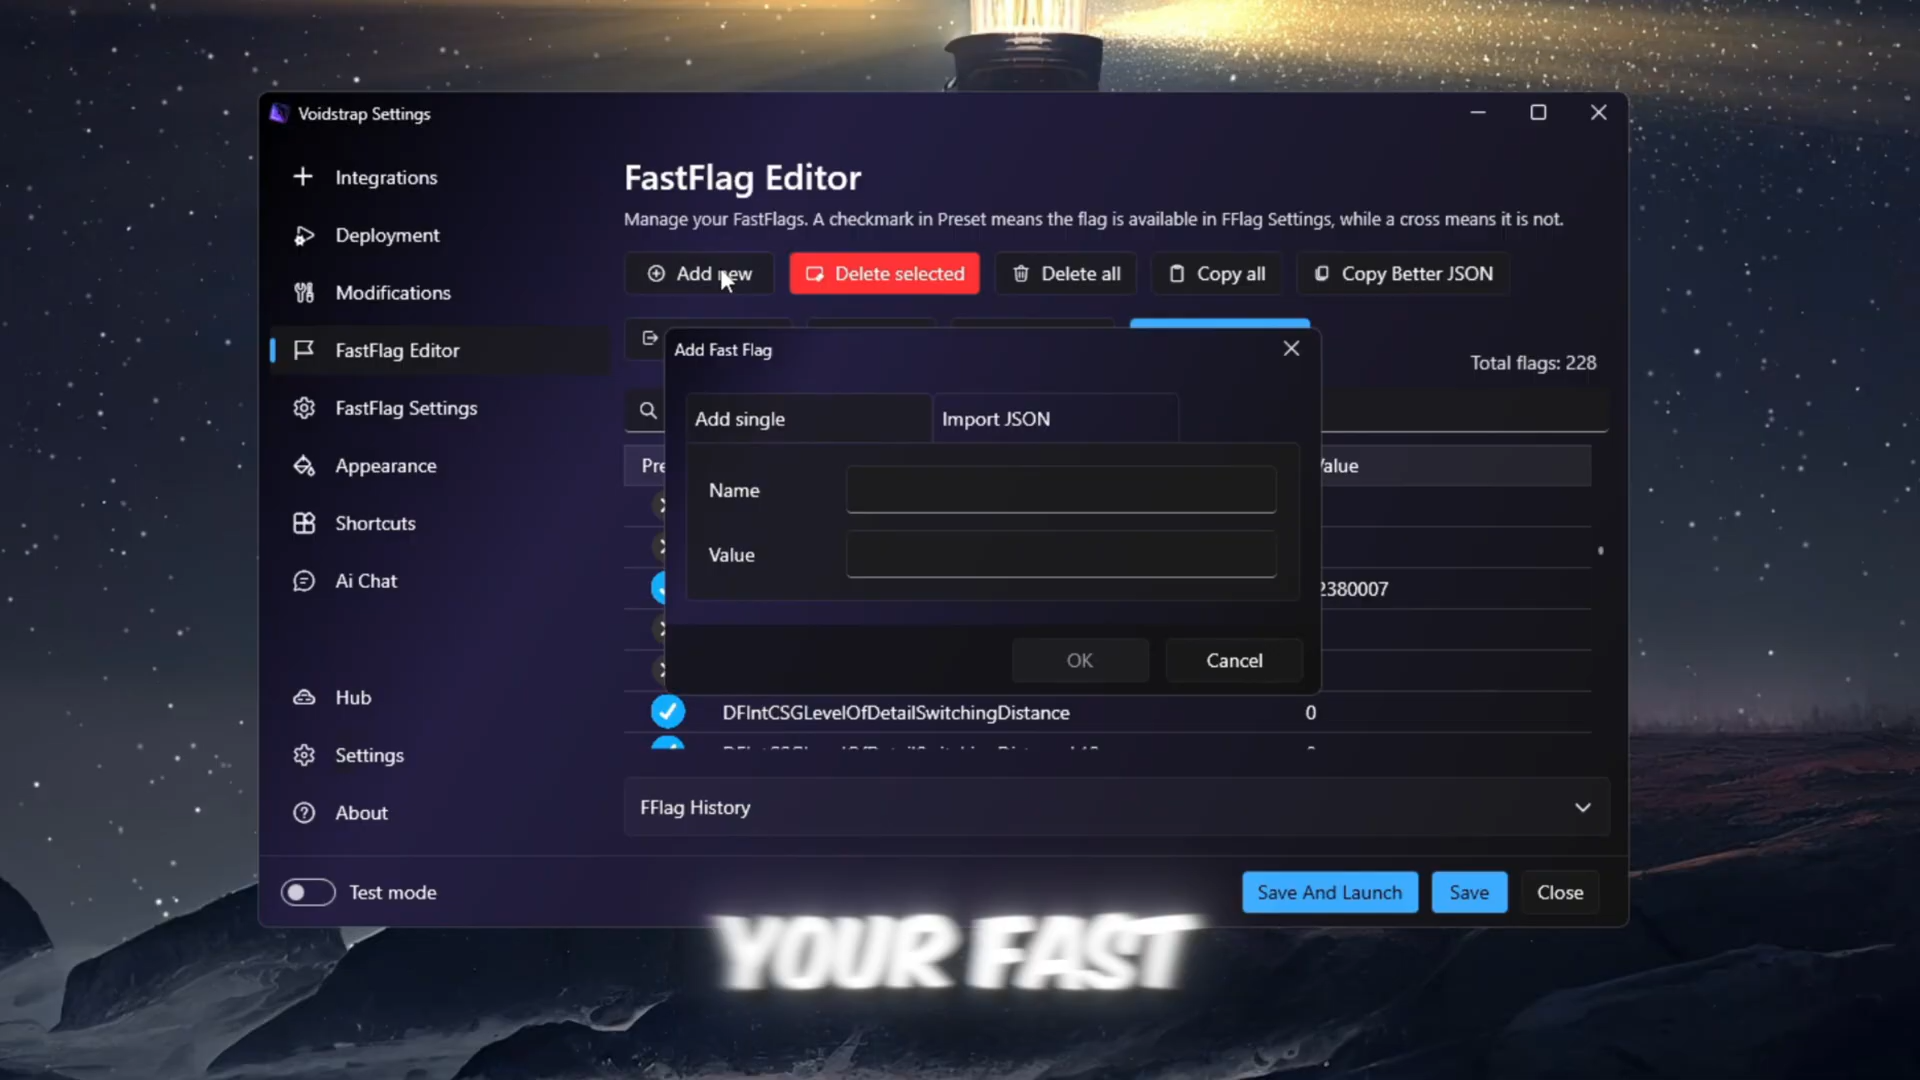 Voidstrap Settings
Integrations
Deployment
Modifications
FastFlag Editor
FastFlag Settings
Appearance
Shortcuts
Ai Chat
Hub
Settings
About
Test mode
FastFlag Editor
Manage your FastFlags. A checkmark in Preset means the flag is available in FFlag Settings, while a cross means it is not.
Add new Delete selected Delete all Copy all Copy Better JSON
Total flags: 228
Add Fast Flag
Add single Import JSON
Name
Value
OK Cancel
2380007
DFIntCSGLevelOfDetailSwitchingDistance 0
FFlag History
Save And Launch Save Close
YOUR FAST